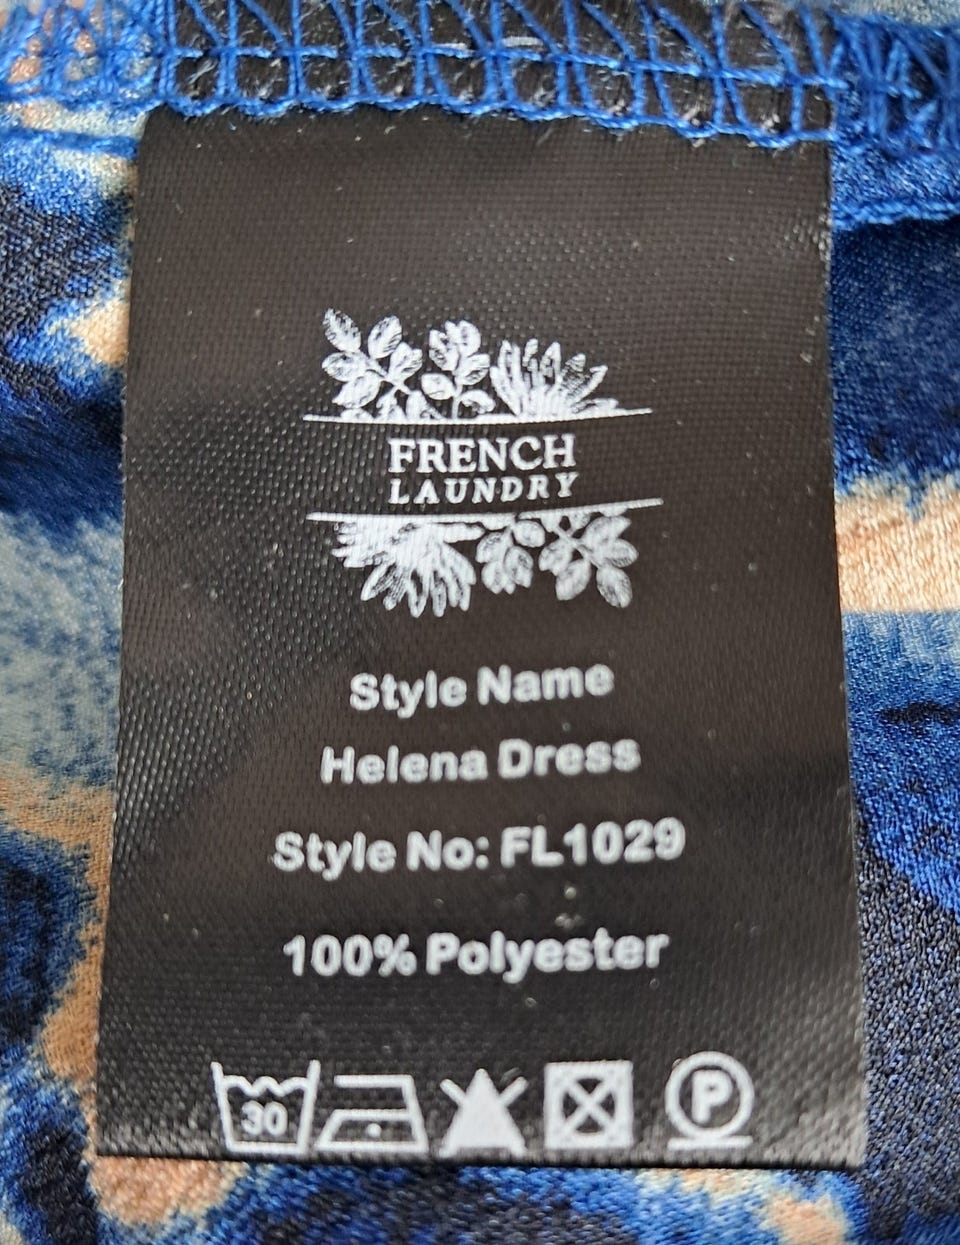 FRENCH
LAUNDRY
Style Name
Helena Dress
Style No: FL1029
100% Polyester
30
P